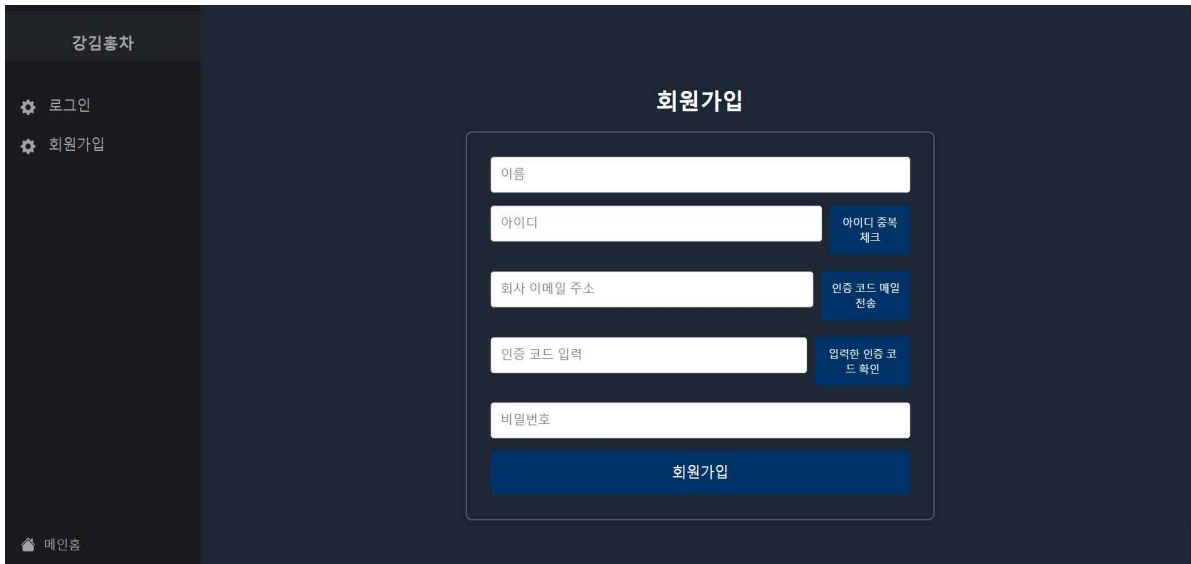 강김홍차
로그인
회원가입
메인홈
회원가입
이름
아이디
아이디 중복
체크
회사 이메일 주소
인증 코드 메일
전송
인증 코드 입력
입력한 인증 코
드 확인
비밀번호
회원가입